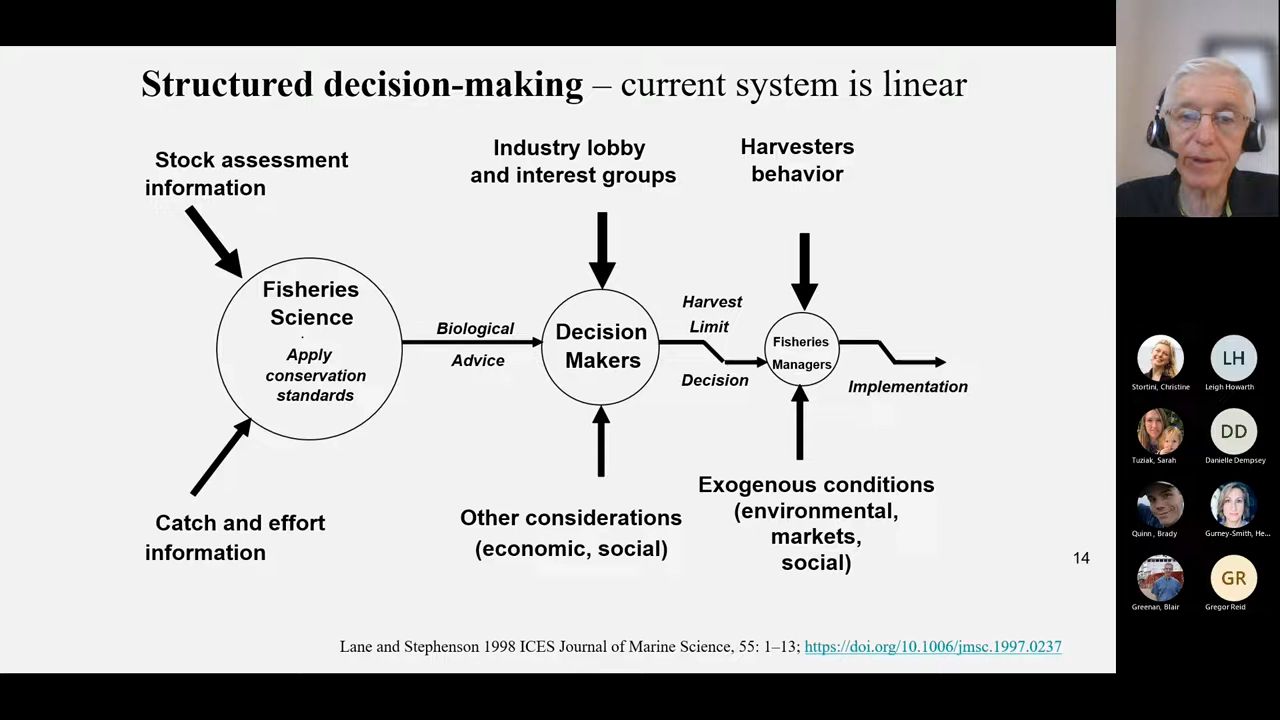 Structured decision-making – current system is linear
Stock assessment
information
Industry lobby
and interest groups
Harvesters
behavior
Fisheries
Science
Apply
conservation
standards
Biological
Advice
Decision
Makers
Harvest
Limit
Decision
Fisheries
Managers
Implementation
Catch and effort
information
Other considerations
(economic, social)
Exogenous conditions
(environmental,
markets,
social)
14
Lane and Stephenson 1998 ICES Journal of Marine Science, 55: 1–13; https://doi.org/10.1006/jmsc.1997.0237
Stortini, Christine
LH
Leigh Howarth
Tuziak, Sarah
DD
Danielle Dempsey
Quinn , Brady
Gurney-Smith, He...
Greenan, Blair
GR
Gregor Reid